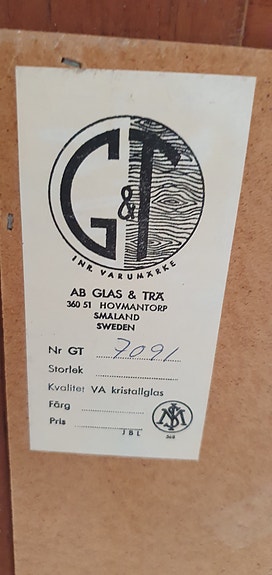 G&T
INR. VARUMÄRKE
AB GLAS & TRÄ
360 51 HOVMANTORP
SMALAND
SWEDEN
Nr GT 7091
Storlek
Kvalitet VA kristallglas
Färg
Pris
JBL